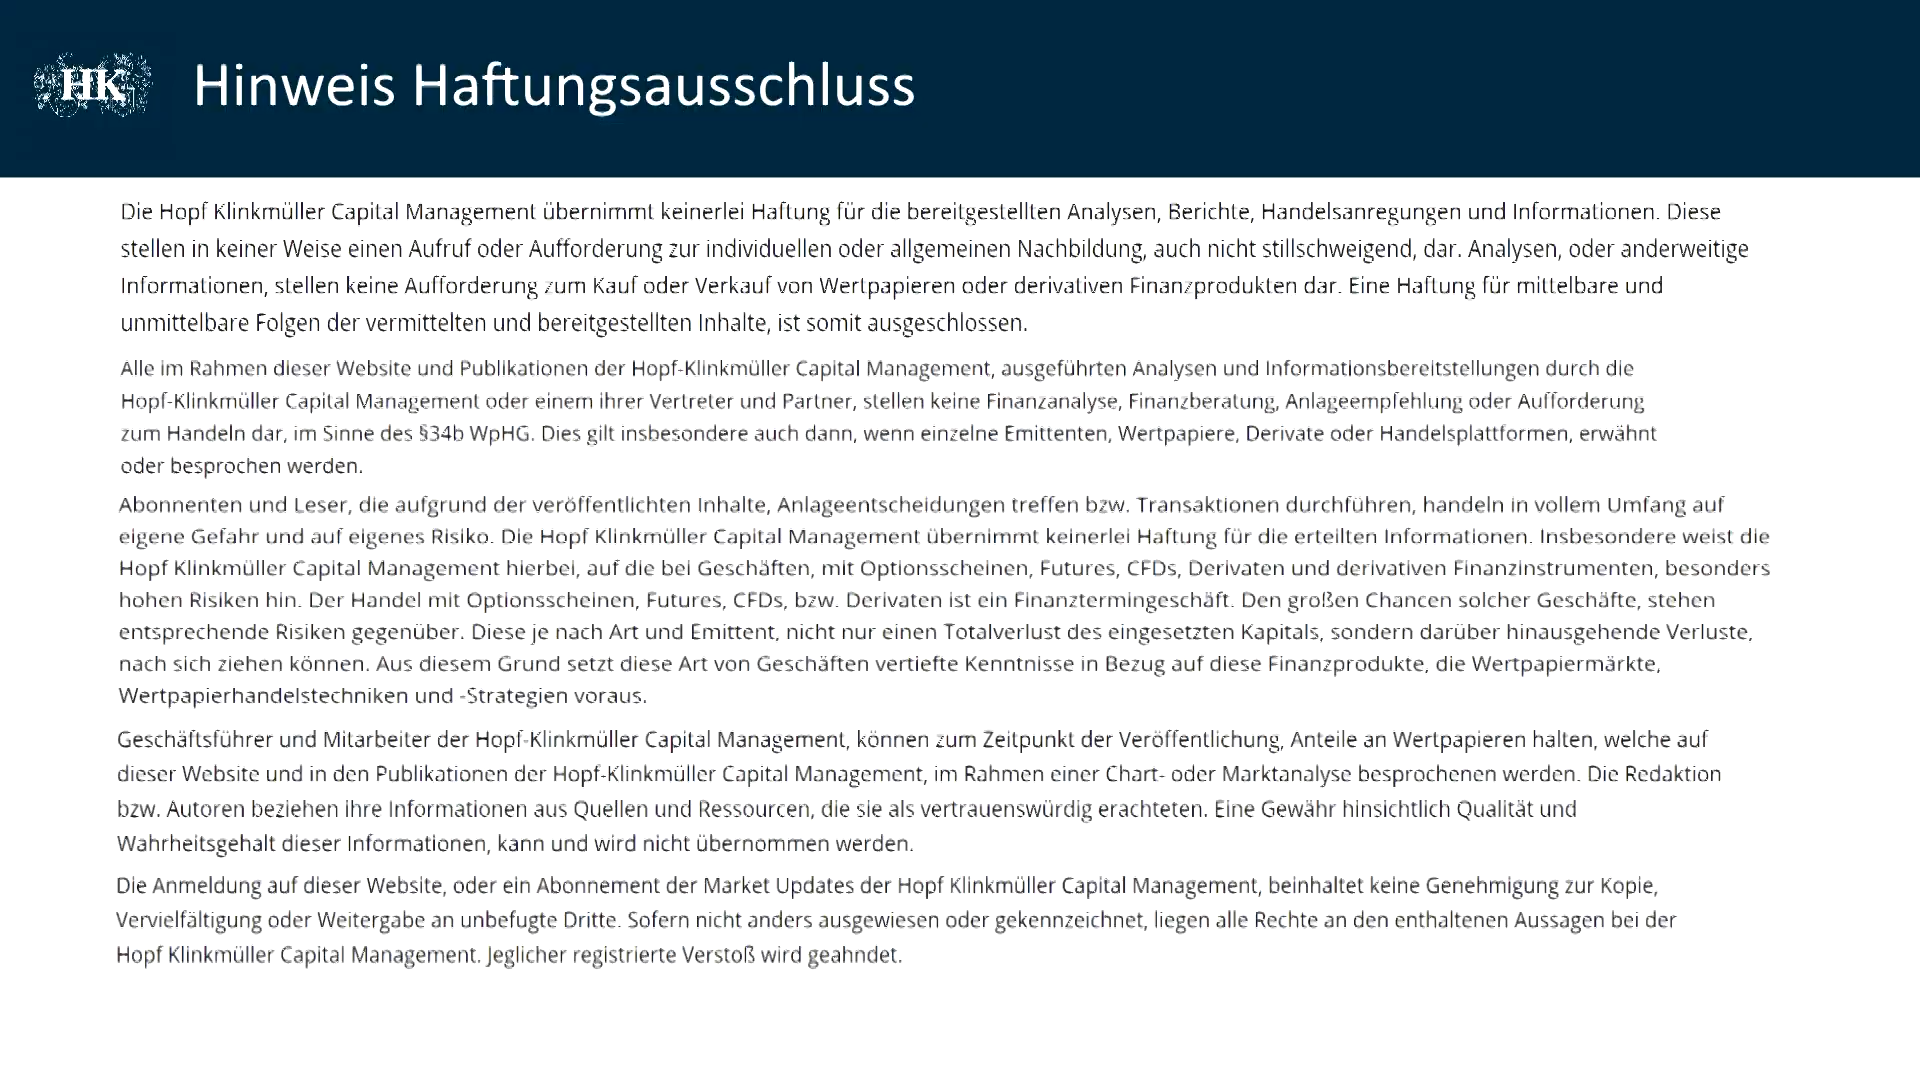 HK
Hinweis Haftungsausschluss
Die Hopf Klinkmüller Capital Management übernimmt keinerlei Haftung für die bereitgestellten Analysen, Berichte, Handelsanregungen und Informationen. Diese
stellen in keiner Weise einen Aufruf oder Aufforderung zur individuellen oder allgemeinen Nachbildung, auch nicht stillschweigend, dar. Analysen, oder anderweitige
Informationen, stellen keine Aufforderung zum Kauf oder Verkauf von Wertpapieren oder derivativen Finanzprodukten dar. Eine Haftung für mittelbare und
unmittelbare Folgen der vermittelten und bereitgestellten Inhalte, ist somit ausgeschlossen.
Alle im Rahmen dieser Website und Publikationen der Hopf-Klinkmüller Capital Management, ausgeführten Analysen und Informationsbereitstellungen durch die
Hopf-Klinkmüller Capital Management oder einem ihrer Vertreter und Partner, stellen keine Finanzanalyse, Finanzberatung, Anlageempfehlung oder Aufforderung
zum Handeln dar, im Sinne des §34b WpHG. Dies gilt insbesondere auch dann, wenn einzelne Emittenten, Wertpapiere, Derivate oder Handelsplattformen, erwähnt
oder besprochen werden.
Abonnenten und Leser, die aufgrund der veröffentlichten Inhalte, Anlageentscheidungen treffen bzw. Transaktionen durchführen, handeln in vollem Umfang auf
eigene Gefahr und auf eigenes Risiko. Die Hopf Klinkmüller Capital Management übernimmt keinerlei Haftung für die erteilten Informationen. Insbesondere weist die
Hopf Klinkmüller Capital Management hierbei, auf die bei Geschäften, mit Optionsscheinen, Futures, CFDs, Derivaten und derivativen Finanzinstrumenten, besonders
hohen Risiken hin. Der Handel mit Optionsscheinen, Futures, CFDs, bzw. Derivaten ist ein Finanztermingeschäft. Den großen Chancen solcher Geschäfte, stehen
entsprechende Risiken gegenüber. Diese je nach Art und Emittent, nicht nur einen Totalverlust des eingesetzten Kapitals, sondern darüber hinausgehende Verluste,
nach sich ziehen können. Aus diesem Grund setzt diese Art von Geschäften vertiefte Kenntnisse in Bezug auf diese Finanzprodukte, die Wertpapiermärkte,
Wertpapierhandelstechniken und -Strategien voraus.
Geschäftsführer und Mitarbeiter der Hopf-Klinkmüller Capital Management, können zum Zeitpunkt der Veröffentlichung, Anteile an Wertpapieren halten, welche auf
dieser Website und in den Publikationen der Hopf-Klinkmüller Capital Management, im Rahmen einer Chart- oder Marktanalyse besprochenen werden. Die Redaktion
bzw. Autoren beziehen ihre Informationen aus Quellen und Ressourcen, die sie als vertrauenswürdig erachteten. Eine Gewähr hinsichtlich Qualität und
Wahrheitsgehalt dieser Informationen, kann und wird nicht übernommen werden.
Die Anmeldung auf dieser Website, oder ein Abonnement der Market Updates der Hopf Klinkmüller Capital Management, beinhaltet keine Genehmigung zur Kopie,
Vervielfältigung oder Weitergabe an unbefugte Dritte. Sofern nicht anders ausgewiesen oder gekennzeichnet, liegen alle Rechte an den enthaltenen Aussagen bei der
Hopf Klinkmüller Capital Management. Jeglicher registrierte Verstoß wird geahndet.